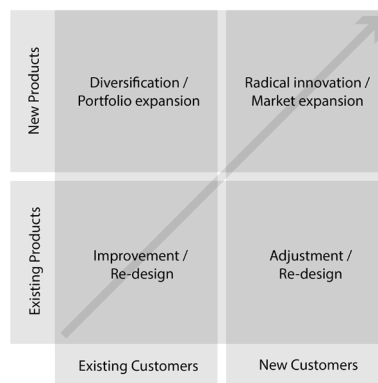 New Products
Diversification /
Portfolio expansion
Radical innovation /
Market expansion
Existing Products
Improvement /
Re-design
Adjustment /
Re-design
Existing Customers
New Customers